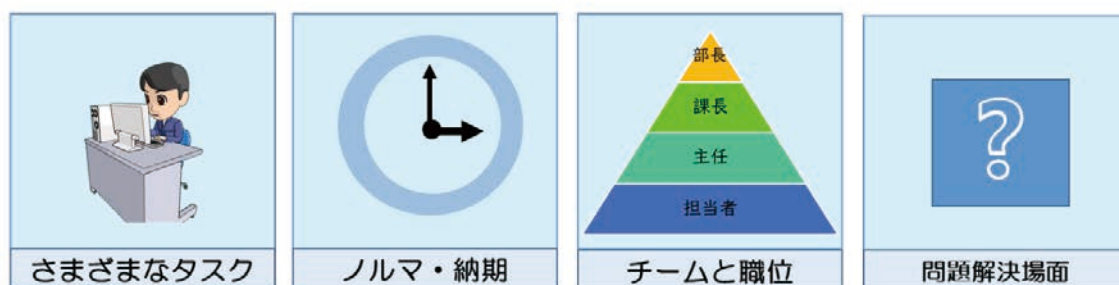 部長
課長
主任
担当者
?
さまざまなタスク
ノルマ・納期
チームと職位
問題解決場面